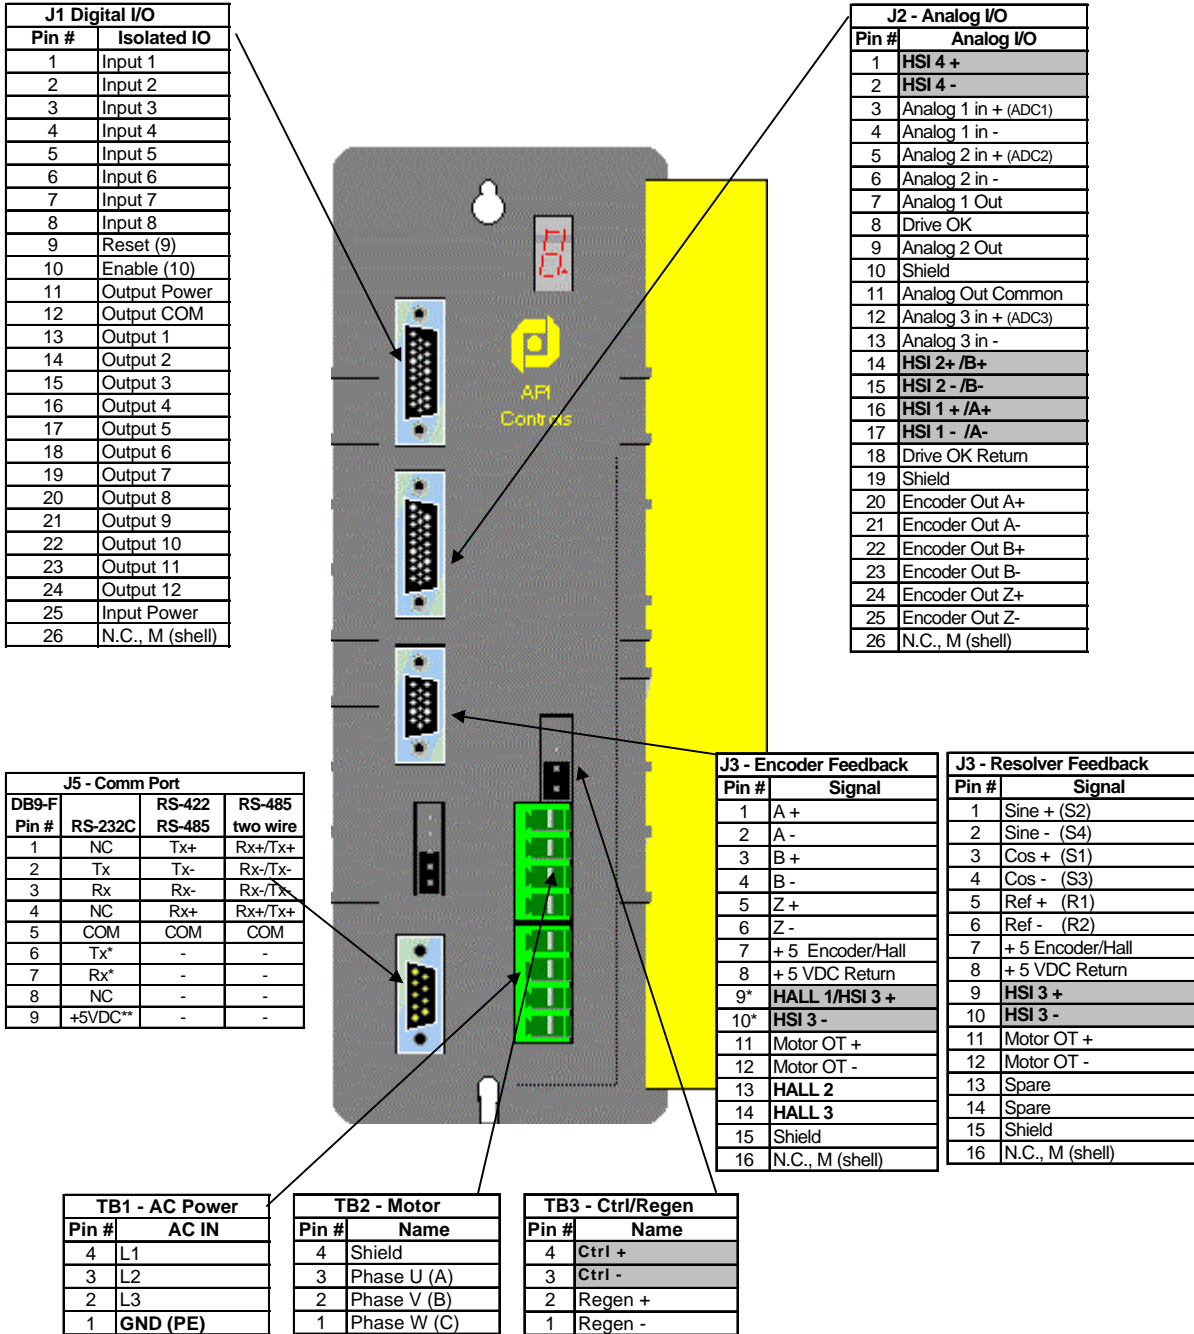 J1 Digital I/O
Pin # Isolated IO
1 Input 1
2 Input 2
3 Input 3
4 Input 4
5 Input 5
6 Input 6
7 Input 7
8 Input 8
9 Reset (9)
10 Enable (10)
11 Output Power
12 Output COM
13 Output 1
14 Output 2
15 Output 3
16 Output 4
17 Output 5
18 Output 6
19 Output 7
20 Output 8
21 Output 9
22 Output 10
23 Output 11
24 Output 12
25 Input Power
26 N.C., M (shell)
J2 - Analog I/O
Pin # Analog I/O
1 HSI 4 +
2 HSI 4 -
3 Analog 1 in + (ADC1)
4 Analog 1 in -
5 Analog 2 in + (ADC2)
6 Analog 2 in -
7 Analog 1 Out
8 Drive OK
9 Analog 2 Out
10 Shield
11 Analog Out Common
12 Analog 3 in + (ADC3)
13 Analog 3 in -
14 HSI 2+ /B+
15 HSI 2 - /B-
16 HSI 1 + /A+
17 HSI 1 - /A-
18 Drive OK Return
19 Shield
20 Encoder Out A+
21 Encoder Out A-
22 Encoder Out B+
23 Encoder Out B-
24 Encoder Out Z+
25 Encoder Out Z-
26 N.C., M (shell)
API
Controls
J5 - Comm Port
DB9-F RS-422 RS-485
Pin # RS-232C RS-485 two wire
1 NC Tx+ Rx+/Tx+
2 Tx Tx- Rx-/Tx-
3 Rx Rx- Rx-/Tx-
4 NC Rx+ Rx+/Tx+
5 COM COM COM
6 Tx* - -
7 Rx* - -
8 NC - -
9 +5VDC** - -
J3 - Encoder Feedback
Pin # Signal
1 A +
2 A -
3 B +
4 B -
5 Z +
6 Z -
7 + 5 Encoder/Hall
8 + 5 VDC Return
9* HALL 1/HSI 3 +
10* HSI 3 -
11 Motor OT +
12 Motor OT -
13 HALL 2
14 HALL 3
15 Shield
16 N.C., M (shell)
J3 - Resolver Feedback
Pin # Signal
1 Sine + (S2)
2 Sine - (S4)
3 Cos + (S1)
4 Cos - (S3)
5 Ref + (R1)
6 Ref - (R2)
7 + 5 Encoder/Hall
8 + 5 VDC Return
9 HSI 3 +
10 HSI 3 -
11 Motor OT +
12 Motor OT -
13 Spare
14 Spare
15 Shield
16 N.C., M (shell)
TB1 - AC Power
Pin # AC IN
4 L1
3 L2
2 L3
1 GND (PE)
TB2 - Motor
Pin # Name
4 Shield
3 Phase U (A)
2 Phase V (B)
1 Phase W (C)
TB3 - Ctrl/Regen
Pin # Name
4 Ctrl +
3 Ctrl -
2 Regen +
1 Regen -